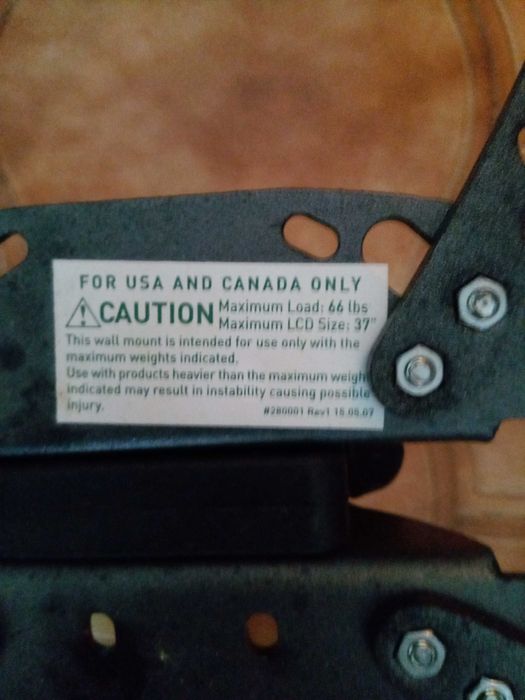 FOR USA AND CANADA ONLY
CAUTION Maximum Load: 66 lbs
Maximum LCD Size: 37"
This wall mount is intended for use only with the
maximum weights indicated.
Use with products heavier than the maximum weigh
indicated may result in instability causing possible
injury.
#280001 Rev1 15.05.07